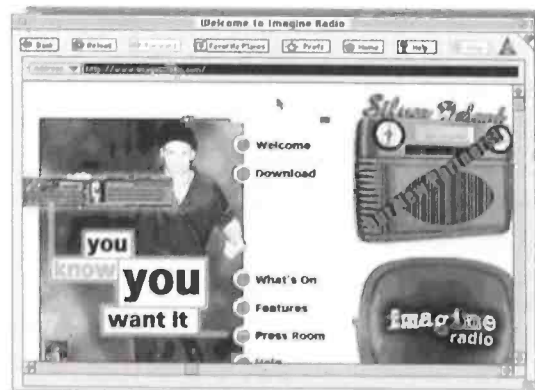 Welcome to Imagine Radio
Back
Reload
Forward
Favorite Places
Prefs
Home
Help
Address
Welcome
Download
you
know
you
want it
What's On
Features
Press Room
Help
imagine
radio